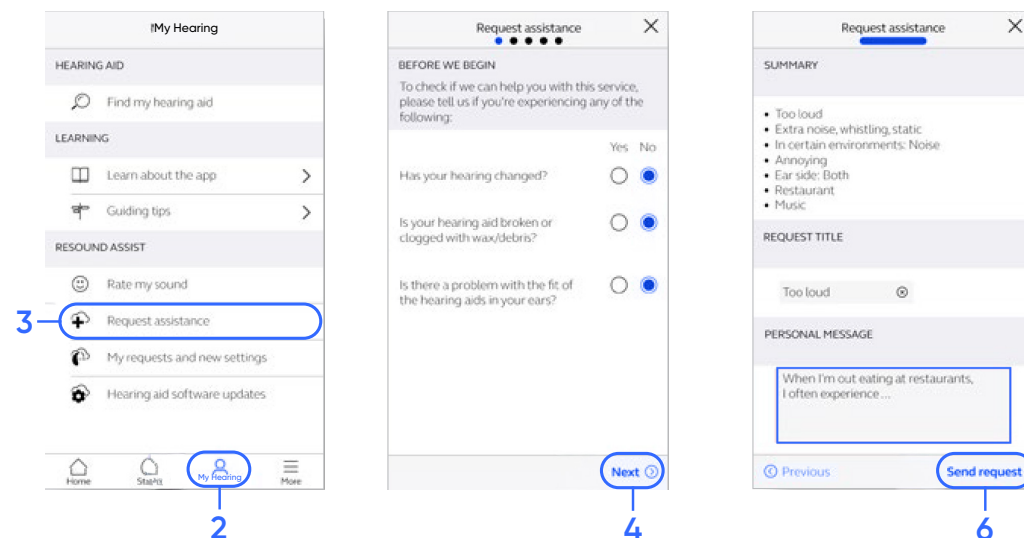 My Hearing
HEARING AID
Find my hearing aid
LEARNING
Learn about the app
Guiding tips
RESOUND ASSIST
Rate my sound
3
Request assistance
My requests and new settings
Hearing aid software updates
Home
My Hearing
More
2
Request assistance
BEFORE WE BEGIN
To check if we can help you with this service,
please tell us if you're experiencing any of the
following:
Yes No
Has your hearing changed?
Is your hearing aid broken or
clogged with wax/debris?
Is there a problem with the fit of
the hearing aids in your ears?
Next
4
Request assistance
SUMMARY
• Too loud
• Extra noise, whistling, static
• In certain environments: Noise
• Annoying
• Ear side: Both
• Restaurant
• Music
REQUEST TITLE
Too loud
PERSONAL MESSAGE
When I'm out eating at restaurants,
I often experience ...
Previous
Send request
6